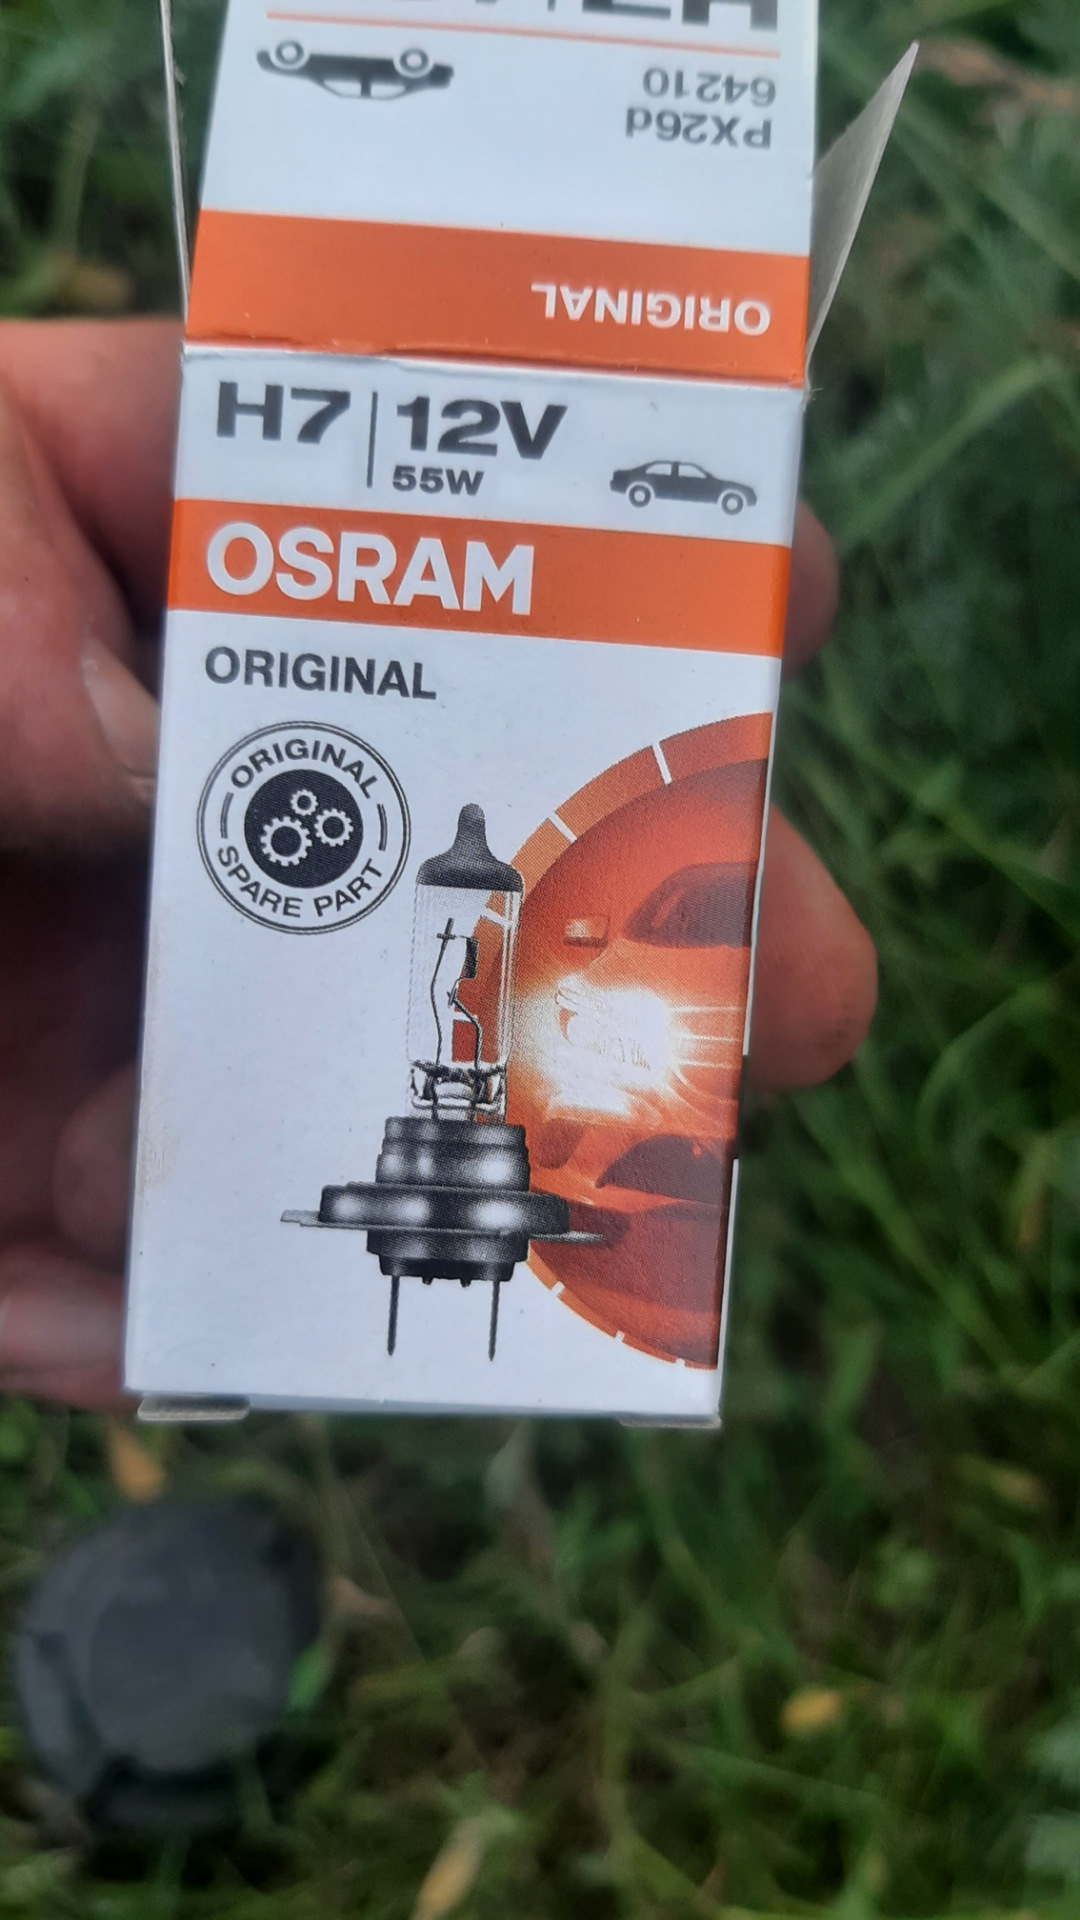 64210
PX26d
ORIGINAL
H7 12V
55W
OSRAM
ORIGINAL
ORIGINAL
SPARE PART